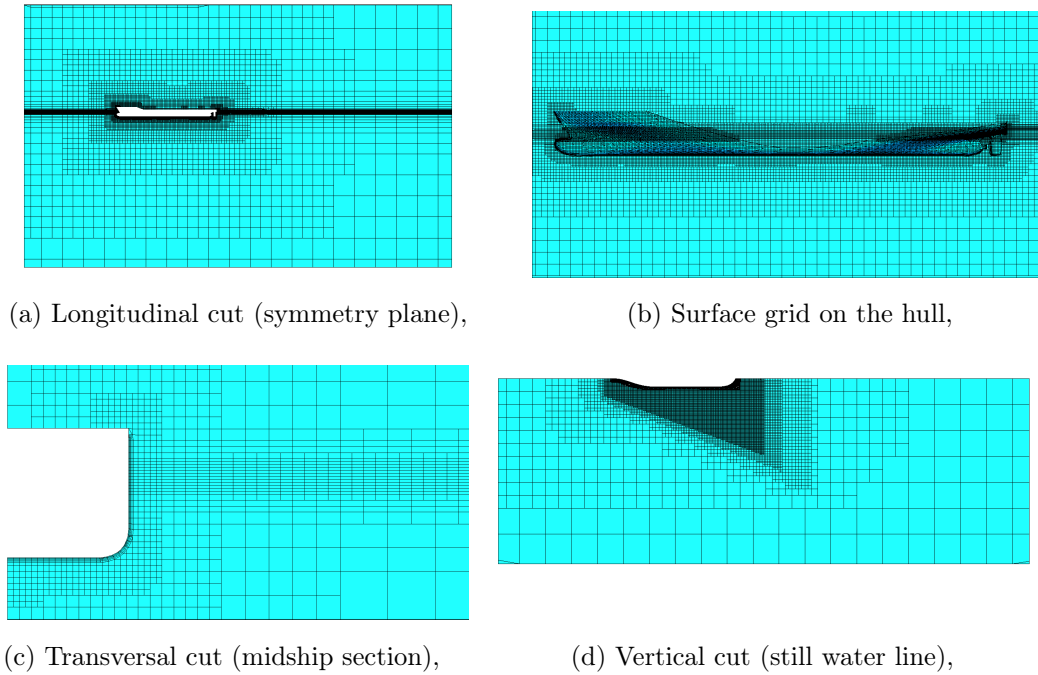 (a) Longitudinal cut (symmetry plane),
(b) Surface grid on the hull,
(c) Transversal cut (midship section),
(d) Vertical cut (still water line),